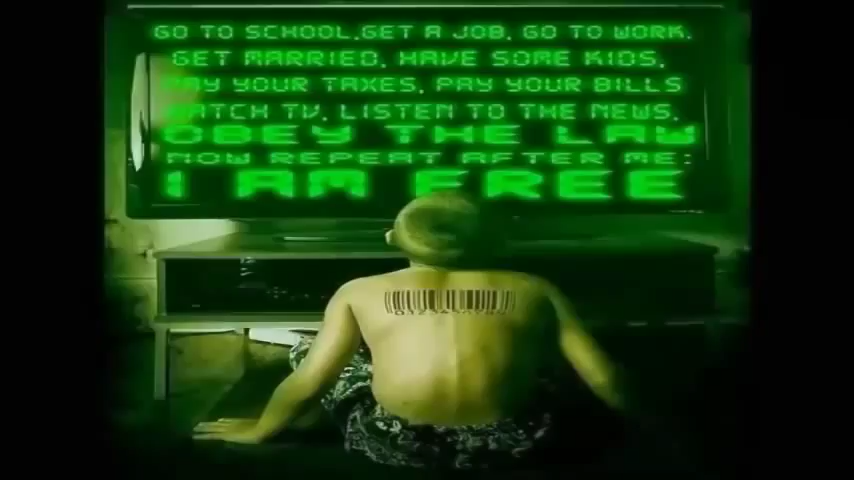 GO TO SCHOOL,GET A JOB, GO TO WORK.
GET MARRIED, HAVE SOME KIDS,
PAY YOUR TAXES, PAY YOUR BILLS
WATCH TV, LISTEN TO THE NEWS,
OBEY THE LAW
NOW REPEAT AFTER ME:
I AM FREE